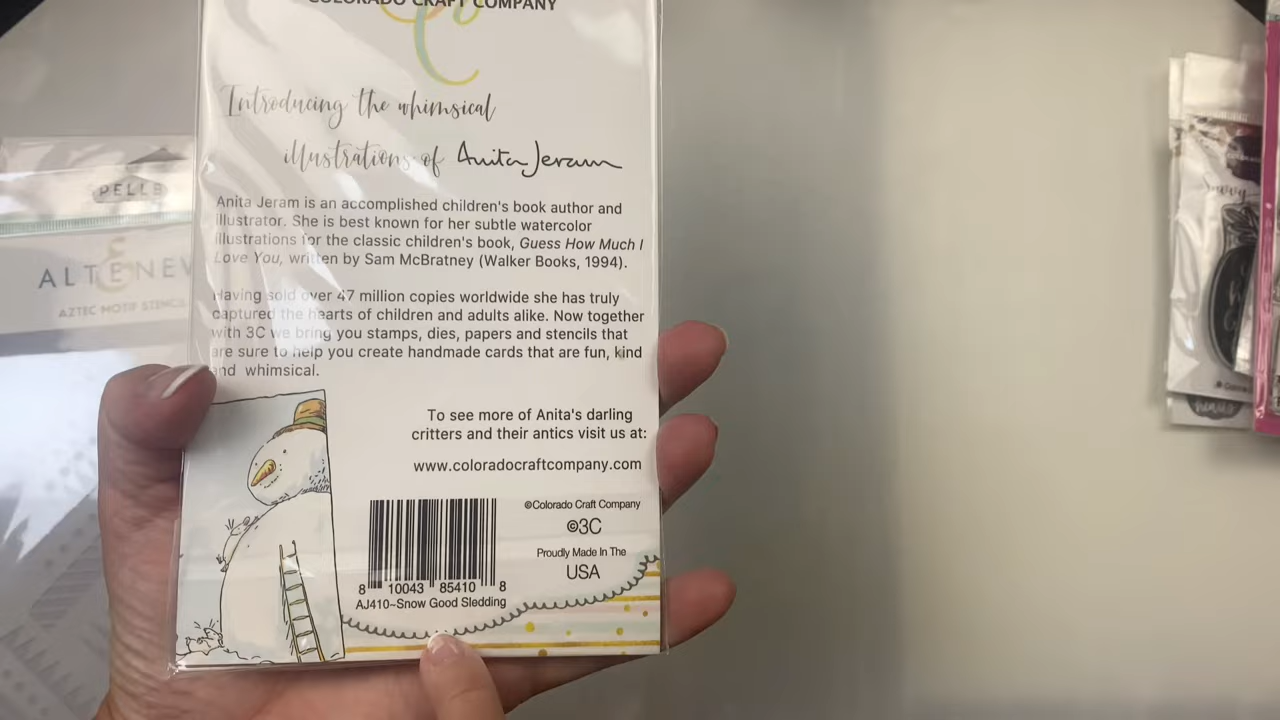 COLORADO CRAFT COMPANY
Introducing the whimsical
illustrations of Anita Jeram
Anita Jeram is an accomplished children's book author and
illustrator. She is best known for her subtle watercolor
illustrations for the classic children's book, Guess How Much I
Love You, written by Sam McBratney (Walker Books, 1994).
Having sold over 47 million copies worldwide she has truly
captured the hearts of children and adults alike. Now together
with 3C we bring you stamps, dies, papers and stencils that
are sure to help you create handmade cards that are fun, kind
and whimsical.
To see more of Anita's darling
critters and their antics visit us at:
www.coloradocraftcompany.com
©Colorado Craft Company
©3C
Proudly Made In The
USA
8 10043 85410 8
AJ410~Snow Good Sledding
PELLE
ALTENEW
AZTEC MOTIF STENCIL
Savvy